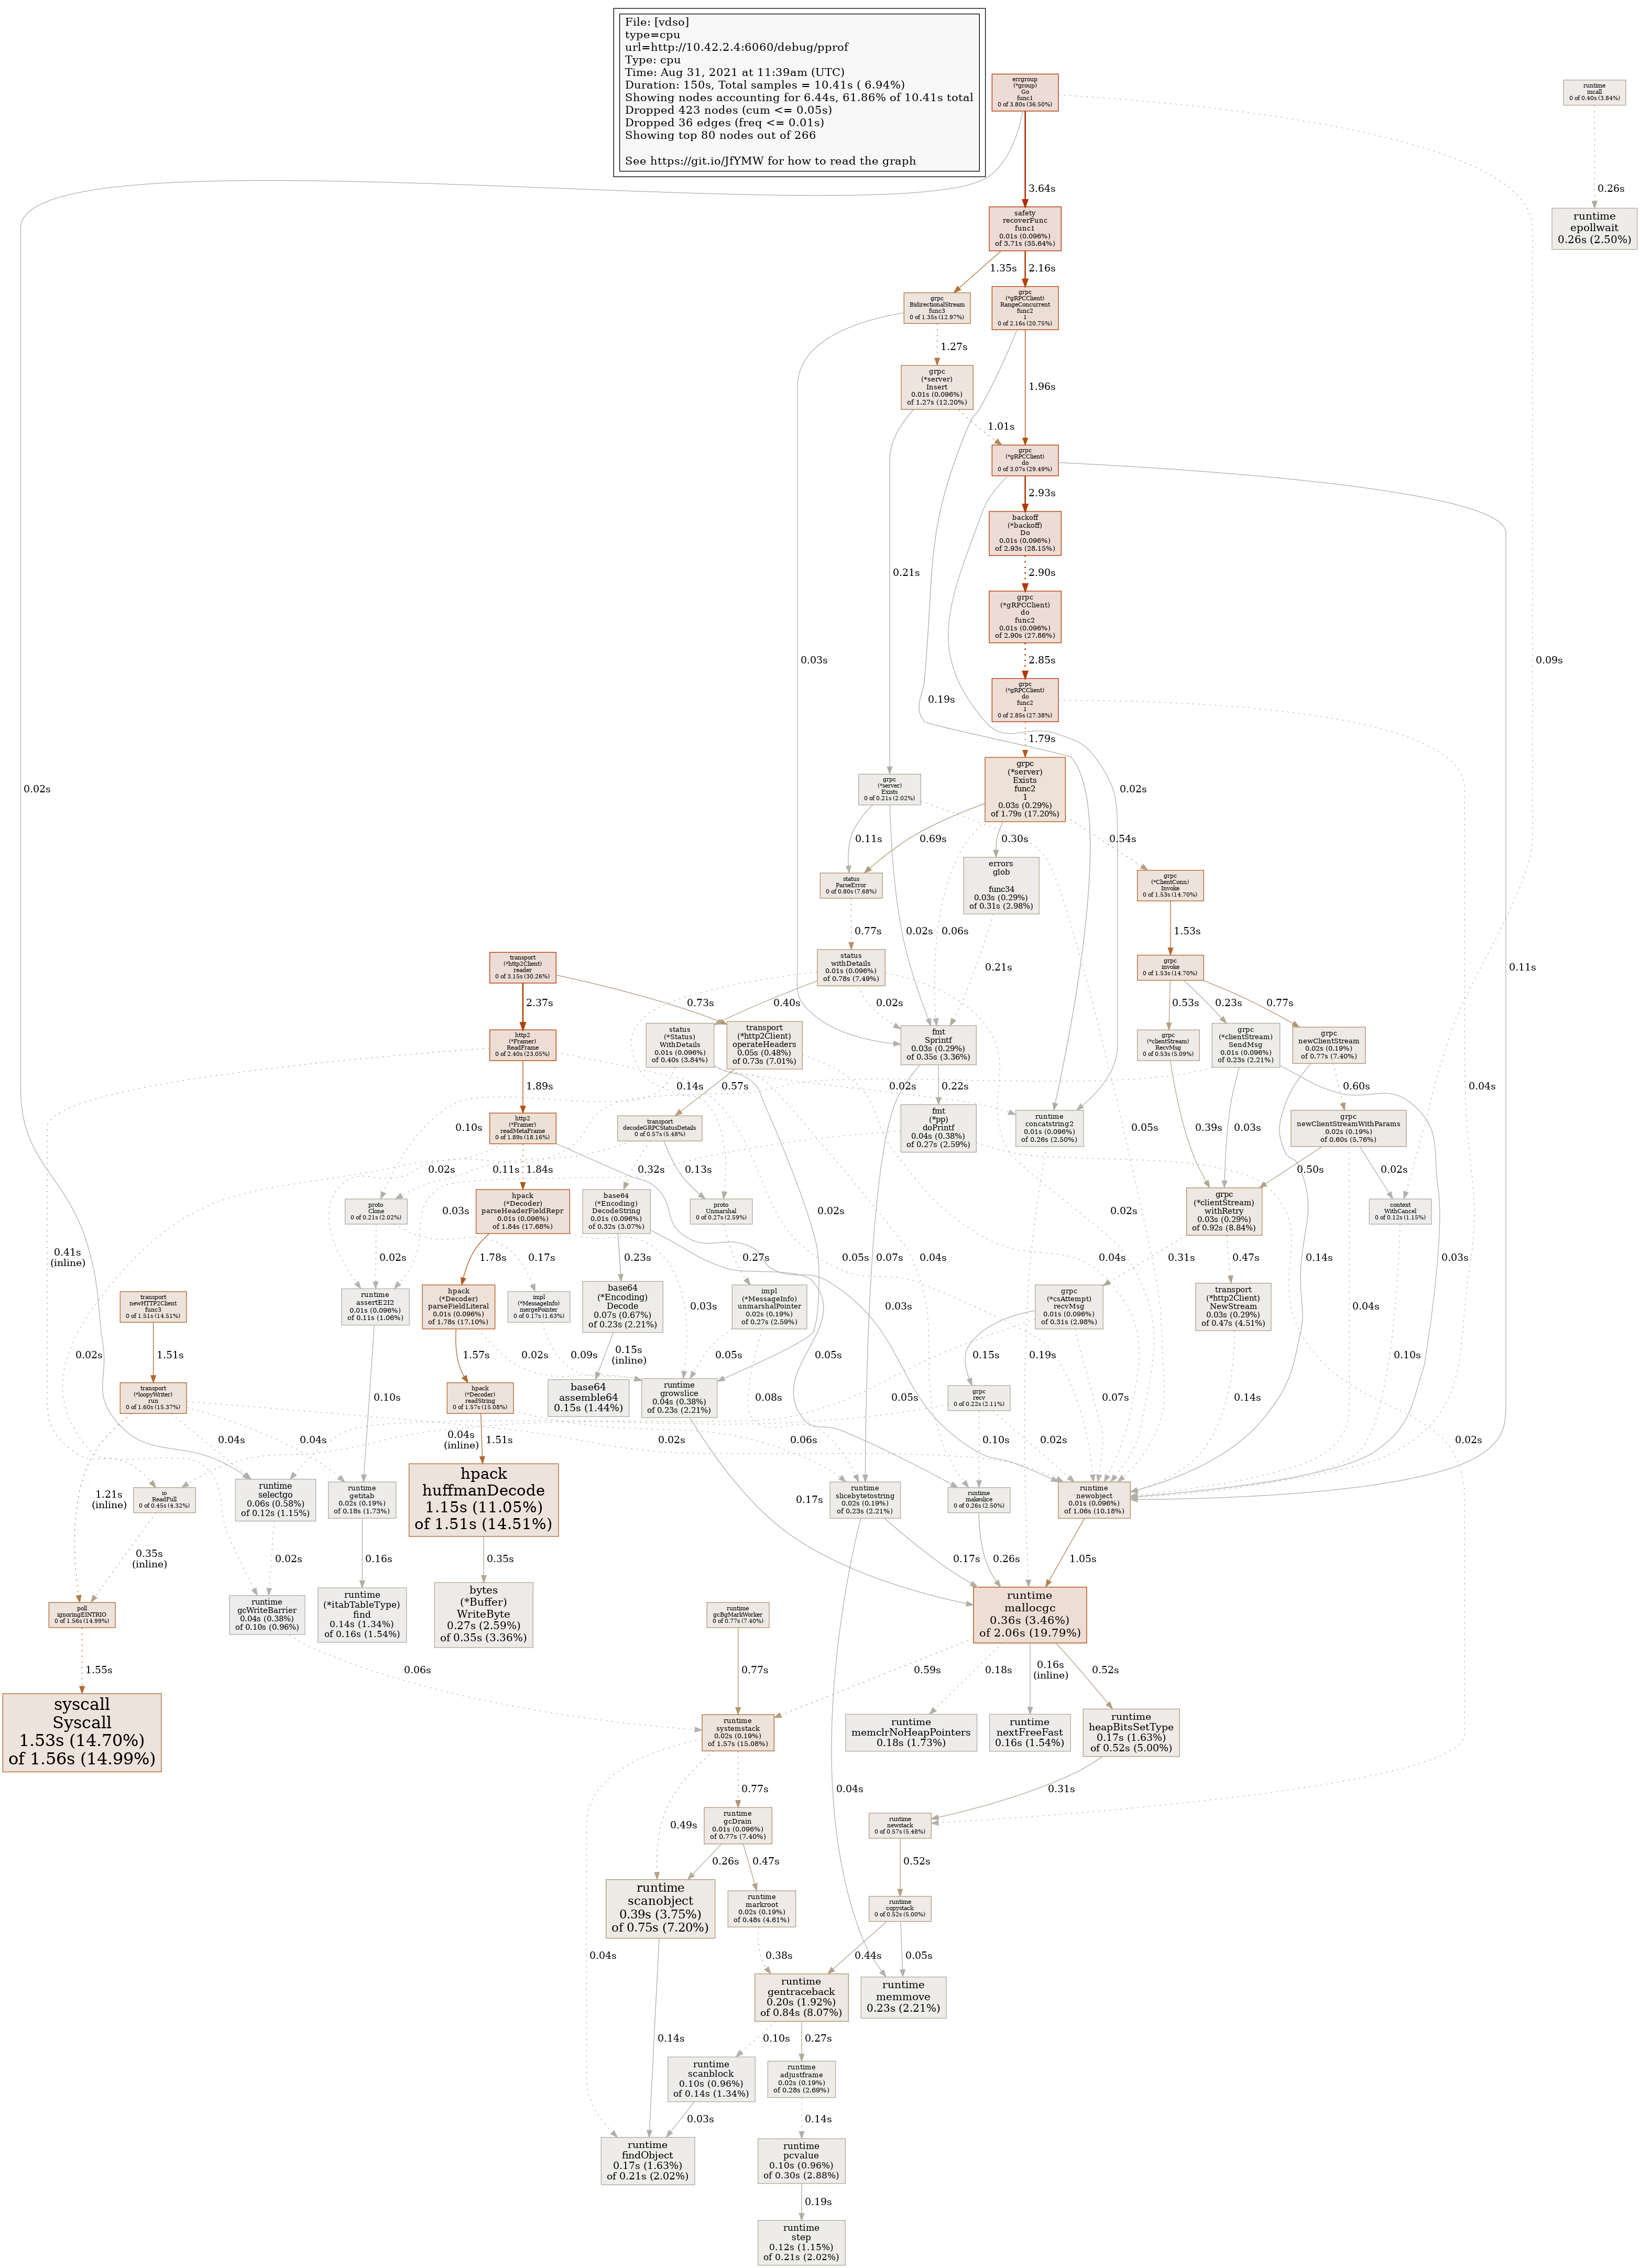 File: [vdso]
type=cpu
url=http://10.42.2.4:6060/debug/pprof
Type: cpu
Time: Aug 31, 2021 at 11:39am (UTC)
Duration: 150s, Total samples = 10.41s ( 6.94%)
Showing nodes accounting for 6.44s, 61.86% of 10.41s total
Dropped 423 nodes (cum <= 0.05s)
Dropped 36 edges (freq <= 0.01s)
Showing top 80 nodes out of 266
See https://git.io/JfYMW for how to read the graph
errgroup
(*group)
Go
func1
0 of 3.80s (36.50%)
runtime
mcall
0 of 0.40s (3.84%)
3.64s
0.26s
safety
recoverFunc
func1
0.01s (0.096%)
of 3.71s (35.64%)
runtime
epollwait
0.26s (2.50%)
1.35s
2.16s
grpc
BidirectionalStream
func3
0 of 1.35s (12.97%)
grpc
(*gRPCClient)
RangeConcurrent
func2
1
0 of 2.16s (20.75%)
1.27s
grpc
(*server)
Insert
0.01s (0.096%)
of 1.27s (12.20%)
1.96s
1.01s
grpc
(*gRPCClient)
do
0 of 3.07s (29.49%)
2.93s
backoff
(*backoff)
Do
0.01s (0.096%)
of 2.93s (28.15%)
0.21s
2.90s
grpc
(*gRPCClient)
do
func2
0.01s (0.096%)
of 2.90s (27.86%)
0.03s
2.85s
0.09s
grpc
(*gRPCClient)
do
func2
1
0 of 2.85s (27.38%)
0.19s
1.79s
0.02s
grpc
(*server)
Exists
0 of 0.21s (2.02%)
grpc
(*server)
Exists
func2
1
0.03s (0.29%)
of 1.79s (17.20%)
0.02s
0.11s
0.69s
0.30s
0.54s
status
ParseError
0 of 0.80s (7.68%)
errors
glob
func34
0.03s (0.29%)
of 0.31s (2.98%)
grpc
(*ClientConn)
Invoke
0 of 1.53s (14.70%)
0.77s
0.02s
0.06s
1.53s
transport
(*http2Client)
reader
0 of 3.15s (30.26%)
status
withDetails
0.01s (0.096%)
of 0.78s (7.49%)
0.21s
grpc
invoke
0 of 1.53s (14.70%)
0.11s
2.37s
0.73s
0.40s
0.02s
0.53s
0.23s
0.77s
http2
(*Framer)
ReadFrame
0 of 2.40s (23.05%)
status
(*Status)
WithDetails
0.01s (0.096%)
of 0.40s (3.84%)
transport
(*http2Client)
operateHeaders
0.05s (0.48%)
of 0.73s (7.01%)
fmt
Sprintf
0.03s (0.29%)
of 0.35s (3.36%)
grpc
(*clientStream)
RecvMsg
0 of 0.53s (5.09%)
grpc
(*clientStream)
SendMsg
0.01s (0.096%)
of 0.23s (2.21%)
grpc
newClientStream
0.02s (0.19%)
of 0.77s (7.40%)
0.04s
1.89s
0.14s
0.57s
0.02s
0.22s
0.05s
0.60s
http2
(*Framer)
readMetaFrame
0 of 1.89s (18.16%)
transport
decodeGRPCStatusDetails
0 of 0.57s (5.48%)
fmt
(*pp)
doPrintf
0.04s (0.38%)
of 0.27s (2.59%)
runtime
concatstring2
0.01s (0.096%)
of 0.26s (2.50%)
grpc
newClientStreamWithParams
0.02s (0.19%)
of 0.60s (5.76%)
0.10s
0.39s
0.03s
0.02s
0.11s
1.84s
0.32s
0.13s
0.50s
0.02s
proto
Clone
0 of 0.21s (2.02%)
0.03s
hpack
(*Decoder)
parseHeaderFieldRepr
0.01s (0.096%)
of 1.84s (17.68%)
base64
(*Encoding)
DecodeString
0.01s (0.096%)
of 0.32s (3.07%)
proto
Unmarshal
0 of 0.27s (2.59%)
0.02s
0.02s
grpc
(*clientStream)
withRetry
0.03s (0.29%)
of 0.92s (8.84%)
context
WithCancel
0 of 0.12s (1.15%)
0.41s
(inline)
0.02s
1.78s
0.17s
0.23s
0.27s
0.05s
0.07s
0.04s
0.04s
0.31s
0.47s
0.14s
0.03s
transport
newHTTP2Client
func3
0 of 1.51s (14.51%)
runtime
assertE2I2
0.01s (0.096%)
of 0.11s (1.06%)
hpack
(*Decoder)
parseFieldLiteral
0.01s (0.096%)
of 1.78s (17.10%)
impl
(*MessageInfo)
mergePointer
0 of 0.17s (1.63%)
base64
(*Encoding)
Decode
0.07s (0.67%)
of 0.23s (2.21%)
0.03s
impl
(*MessageInfo)
unmarshalPointer
0.02s (0.19%)
of 0.27s (2.59%)
0.03s
grpc
(*csAttempt)
recvMsg
0.01s (0.096%)
of 0.31s (2.98%)
transport
(*http2Client)
NewStream
0.03s (0.29%)
of 0.47s (4.51%)
0.04s
0.02s
1.51s
1.57s
0.02s
0.09s
0.15s
(inline)
0.05s
0.05s
0.15s
0.19s
0.10s
transport
(*loopyWriter)
run
0 of 1.60s (15.37%)
0.10s
hpack
(*Decoder)
readString
0 of 1.57s (15.08%)
base64
assemble64
0.15s (1.44%)
runtime
growslice
0.04s (0.38%)
of 0.23s (2.21%)
0.08s
0.05s
grpc
recv
0 of 0.22s (2.11%)
0.07s
0.14s
0.04s
0.04s
0.04s
(inline)
1.51s
0.02s
0.06s
0.10s
0.02s
0.02s
1.21s
(inline)
io
ReadFull
0 of 0.45s (4.32%)
runtime
selectgo
0.06s (0.58%)
of 0.12s (1.15%)
runtime
getitab
0.02s (0.19%)
of 0.18s (1.73%)
hpack
huffmanDecode
1.15s (11.05%)
of 1.51s (14.51%)
0.17s
runtime
slicebytetostring
0.02s (0.19%)
of 0.23s (2.21%)
runtime
makeslice
0 of 0.26s (2.50%)
runtime
newobject
0.01s (0.096%)
of 1.06s (10.18%)
0.35s
(inline)
0.02s
0.16s
0.35s
0.17s
0.26s
1.05s
poll
ignoringEINTRIO
0 of 1.56s (14.99%)
runtime
gcWriteBarrier
0.04s (0.38%)
of 0.10s (0.96%)
runtime
(*itabTableType)
find
0.14s (1.34%)
of 0.16s (1.54%)
bytes
(*Buffer)
WriteByte
0.27s (2.59%)
of 0.35s (3.36%)
runtime
gcBgMarkWorker
0 of 0.77s (7.40%)
runtime
mallocgc
0.36s (3.46%)
of 2.06s (19.79%)
1.55s
0.06s
0.77s
0.59s
0.18s
0.16s
(inline)
0.52s
syscall
Syscall
1.53s (14.70%)
of 1.56s (14.99%)
runtime
systemstack
0.02s (0.19%)
of 1.57s (15.08%)
runtime
memclrNoHeapPointers
0.18s (1.73%)
runtime
nextFreeFast
0.16s (1.54%)
runtime
heapBitsSetType
0.17s (1.63%)
of 0.52s (5.00%)
0.77s
0.04s
0.31s
0.49s
runtime
gcDrain
0.01s (0.096%)
of 0.77s (7.40%)
runtime
newstack
0 of 0.57s (5.48%)
0.26s
0.47s
0.52s
runtime
scanobject
0.39s (3.75%)
of 0.75s (7.20%)
runtime
markroot
0.02s (0.19%)
of 0.48s (4.61%)
runtime
copystack
0 of 0.52s (5.00%)
0.04s
0.38s
0.44s
0.05s
runtime
gentraceback
0.20s (1.92%)
of 0.84s (8.07%)
runtime
memmove
0.23s (2.21%)
0.14s
0.10s
0.27s
runtime
scanblock
0.10s (0.96%)
of 0.14s (1.34%)
runtime
adjustframe
0.02s (0.19%)
of 0.28s (2.69%)
0.03s
0.14s
runtime
findObject
0.17s (1.63%)
of 0.21s (2.02%)
runtime
pcvalue
0.10s (0.96%)
of 0.30s (2.88%)
0.19s
runtime
step
0.12s (1.15%)
of 0.21s (2.02%)